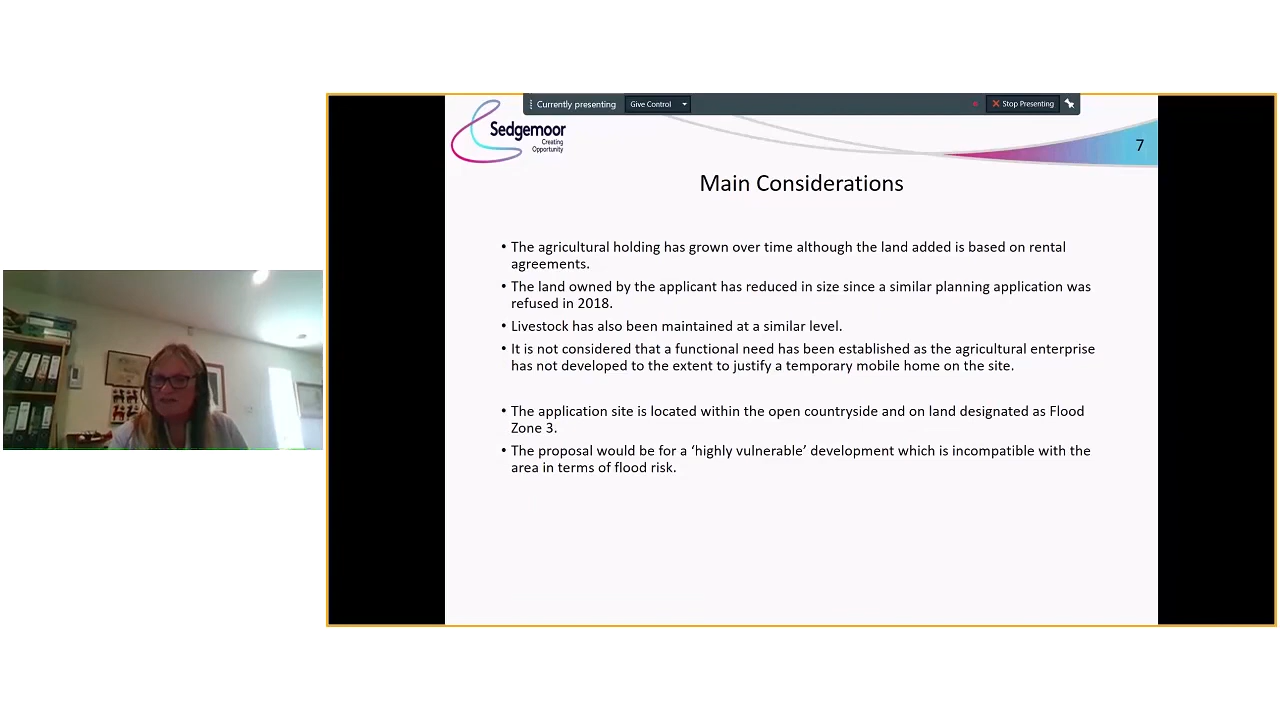 Currently presenting
Give Control
Stop Presenting
Sedgemoor
Creating
Opportunity
7
Main Considerations
• The agricultural holding has grown over time although the land added is based on rental
agreements.
• The land owned by the applicant has reduced in size since a similar planning application was
refused in 2018.
• Livestock has also been maintained at a similar level.
• It is not considered that a functional need has been established as the agricultural enterprise
has not developed to the extent to justify a temporary mobile home on the site.
• The application site is located within the open countryside and on land designated as Flood
Zone 3.
• The proposal would be for a ‘highly vulnerable’ development which is incompatible with the
area in terms of flood risk.